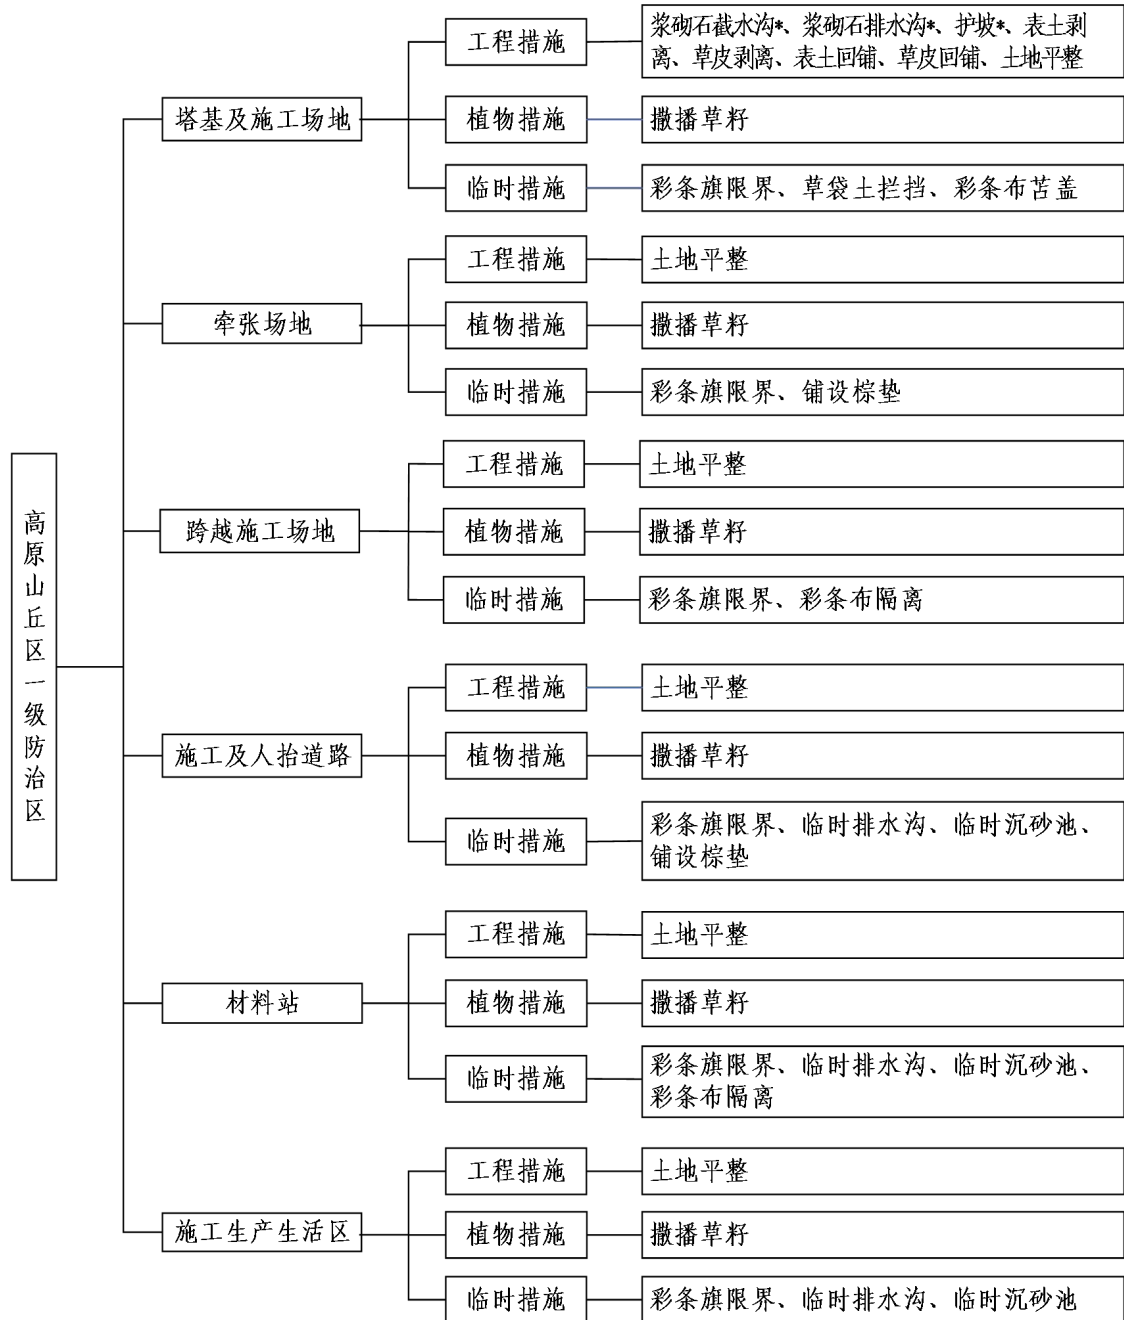 高原山丘区一级防治区
塔基及施工场地
工程措施
浆砌石截水沟*、浆砌石排水沟*、护坡*、表土剥
离、草皮剥离、表土回铺、草皮回铺、土地平整
植物措施
撒播草籽
临时措施
彩条旗限界、草袋土拦挡、彩条布苫盖
牵张场地
工程措施
土地平整
植物措施
撒播草籽
临时措施
彩条旗限界、铺设棕垫
跨越施工场地
工程措施
土地平整
植物措施
撒播草籽
临时措施
彩条旗限界、彩条布隔离
施工及人抬道路
工程措施
土地平整
植物措施
撒播草籽
临时措施
彩条旗限界、临时排水沟、临时沉砂池、
铺设棕垫
材料站
工程措施
土地平整
植物措施
撒播草籽
临时措施
彩条旗限界、临时排水沟、临时沉砂池、
彩条布隔离
施工生产生活区
工程措施
土地平整
植物措施
撒播草籽
临时措施
彩条旗限界、临时排水沟、临时沉砂池